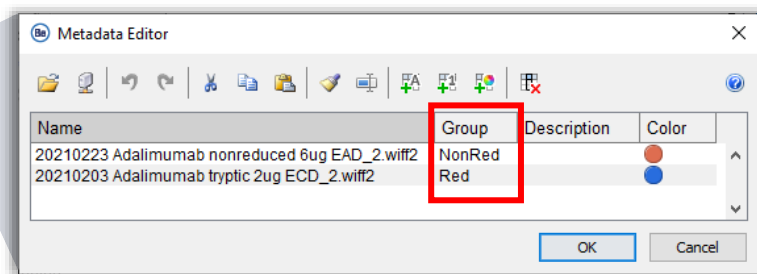 Be Metadata Editor
Name Group Description Color
20210223 Adalimumab nonreduced 6ug EAD_2.wiff2 NonRed
20210203 Adalimumab tryptic 2ug ECD_2.wiff2 Red
OK Cancel